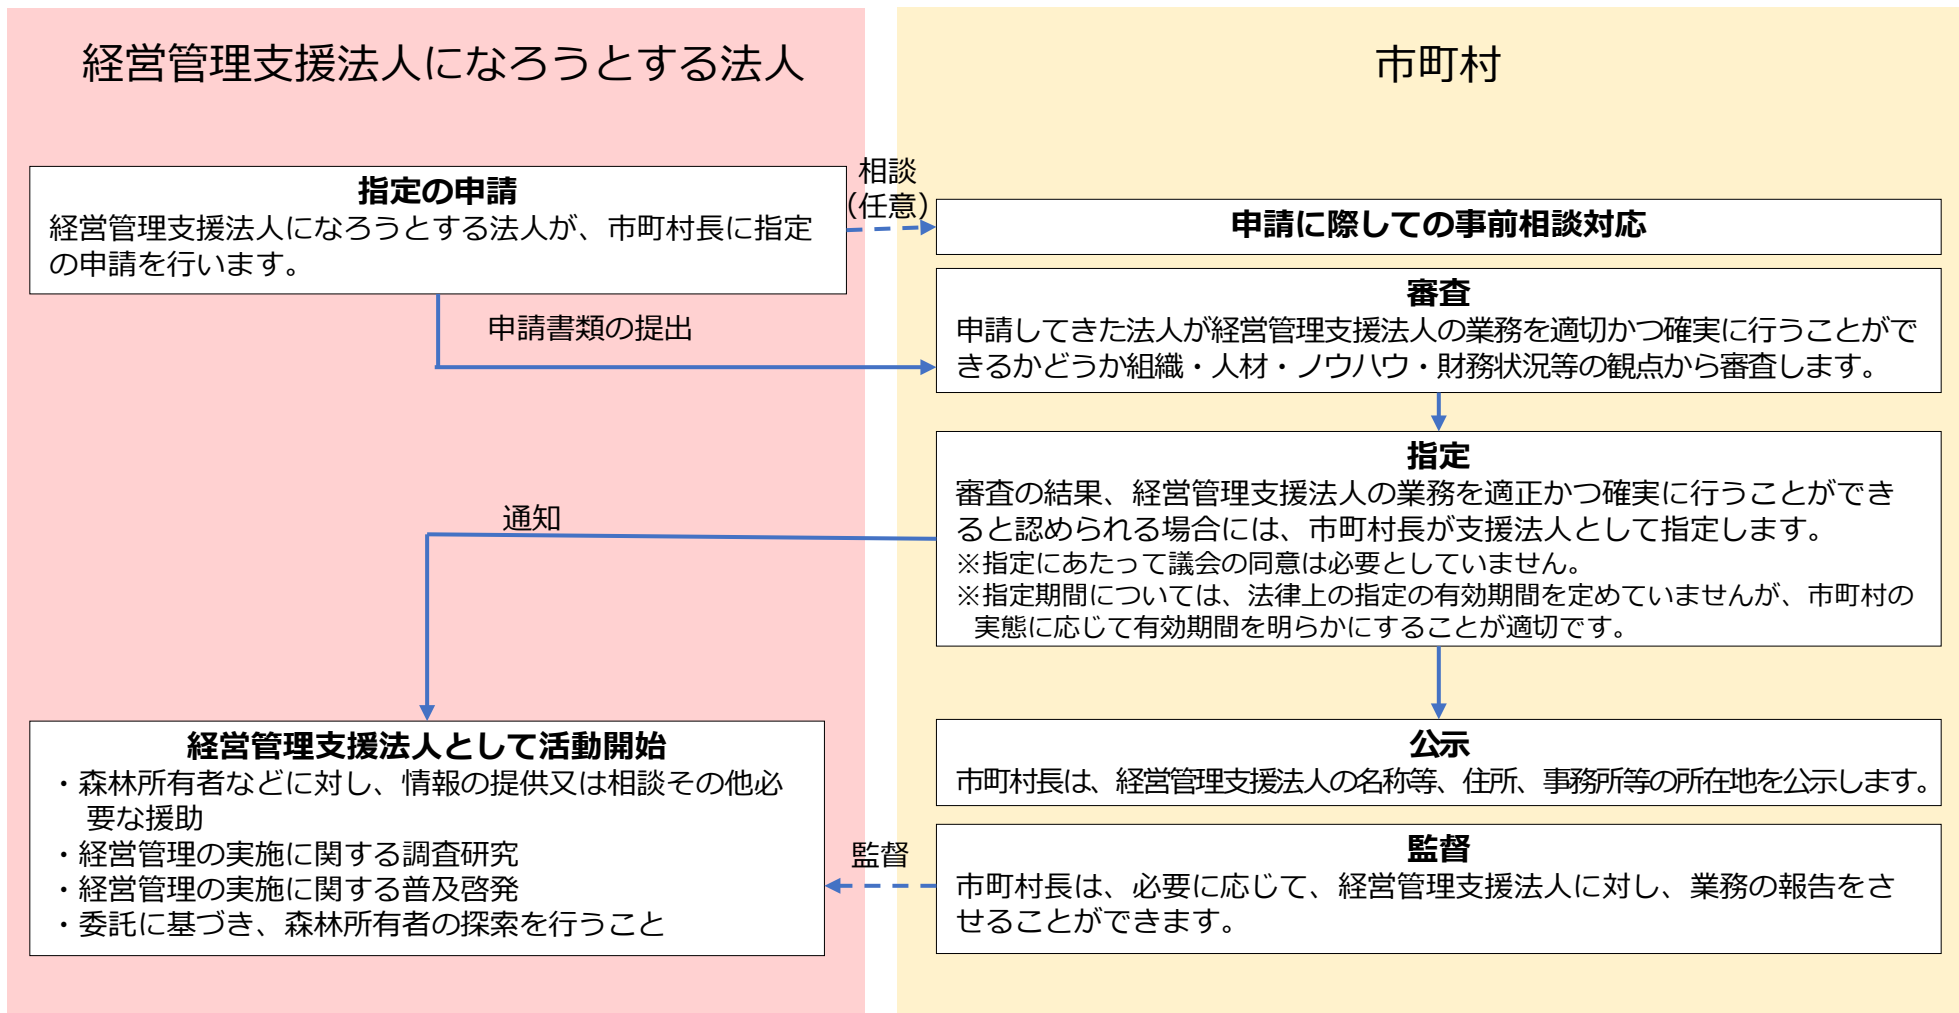 経営管理支援法人になろうとする法人
指定の申請
経営管理支援法人になろうとする法人が、市町村長に指定
の申請を行います。
相談
（任意）
申請書類の提出
通知
経営管理支援法人として活動開始
・森林所有者などに対し、情報の提供又は相談その他必
要な援助
・経営管理の実施に関する調査研究
・経営管理の実施に関する普及啓発
・委託に基づき、森林所有者の探索を行うこと
監督
市町村
申請に際しての事前相談対応
審査
申請してきた法人が経営管理支援法人の業務を適切かつ確実に行うことがで
きるかどうか組織・人材・ノウハウ・財務状況等の観点から審査します。
指定
審査の結果、経営管理支援法人の業務を適正かつ確実に行うことができ
ると認められる場合には、市町村長が支援法人として指定します。
※指定にあたって議会の同意は必要としていません。
※指定期間については、法律上の指定の有効期間を定めていませんが、市町村の
実態に応じて有効期間を明らかにすることが適切です。
公示
市町村長は、経営管理支援法人の名称等、住所、事務所等の所在地を公示します。
監督
市町村長は、必要に応じて、経営管理支援法人に対し、業務の報告をさ
せることができます。